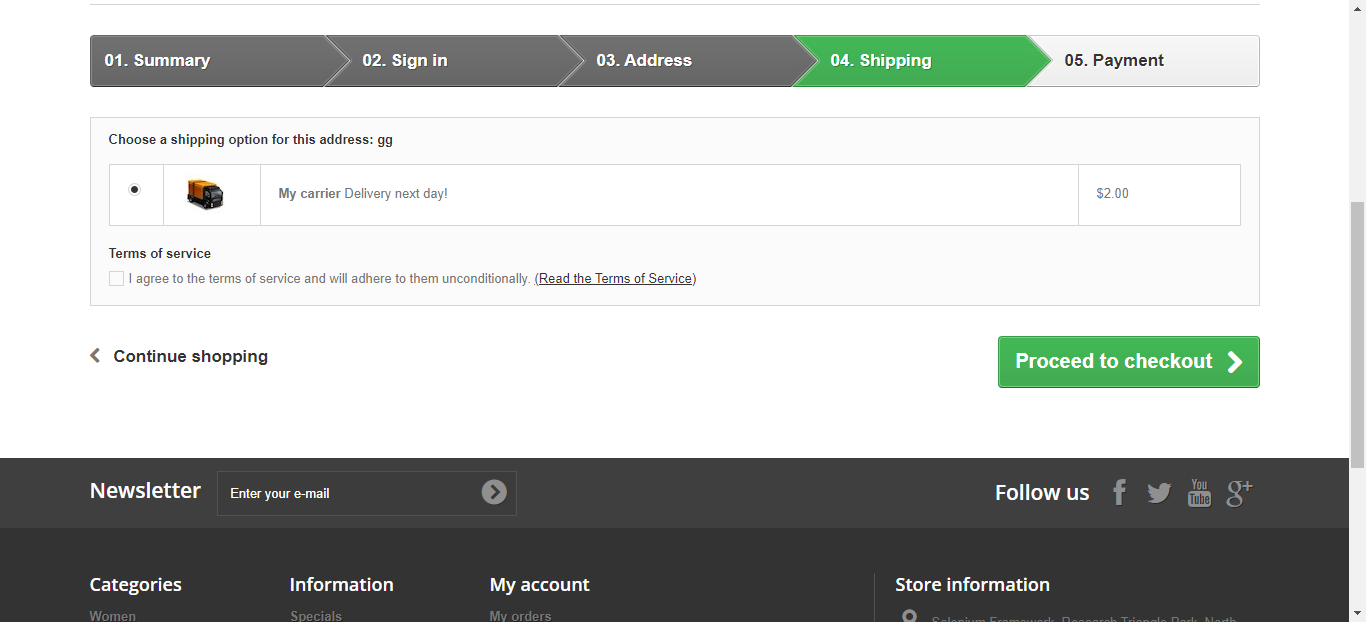 01. Summary 02. Sign in 03. Address 04. Shipping 05. Payment
Choose a shipping option for this address: gg
My carrier Delivery next day! $2.00
Terms of service
I agree to the terms of service and will adhere to them unconditionally. (Read the Terms of Service)
Continue shopping Proceed to checkout
Newsletter Enter your e-mail Follow us You Tube g+
Categories Information My account Store information
Women Specials My orders Selenium Framework, Research Triangle Park, North